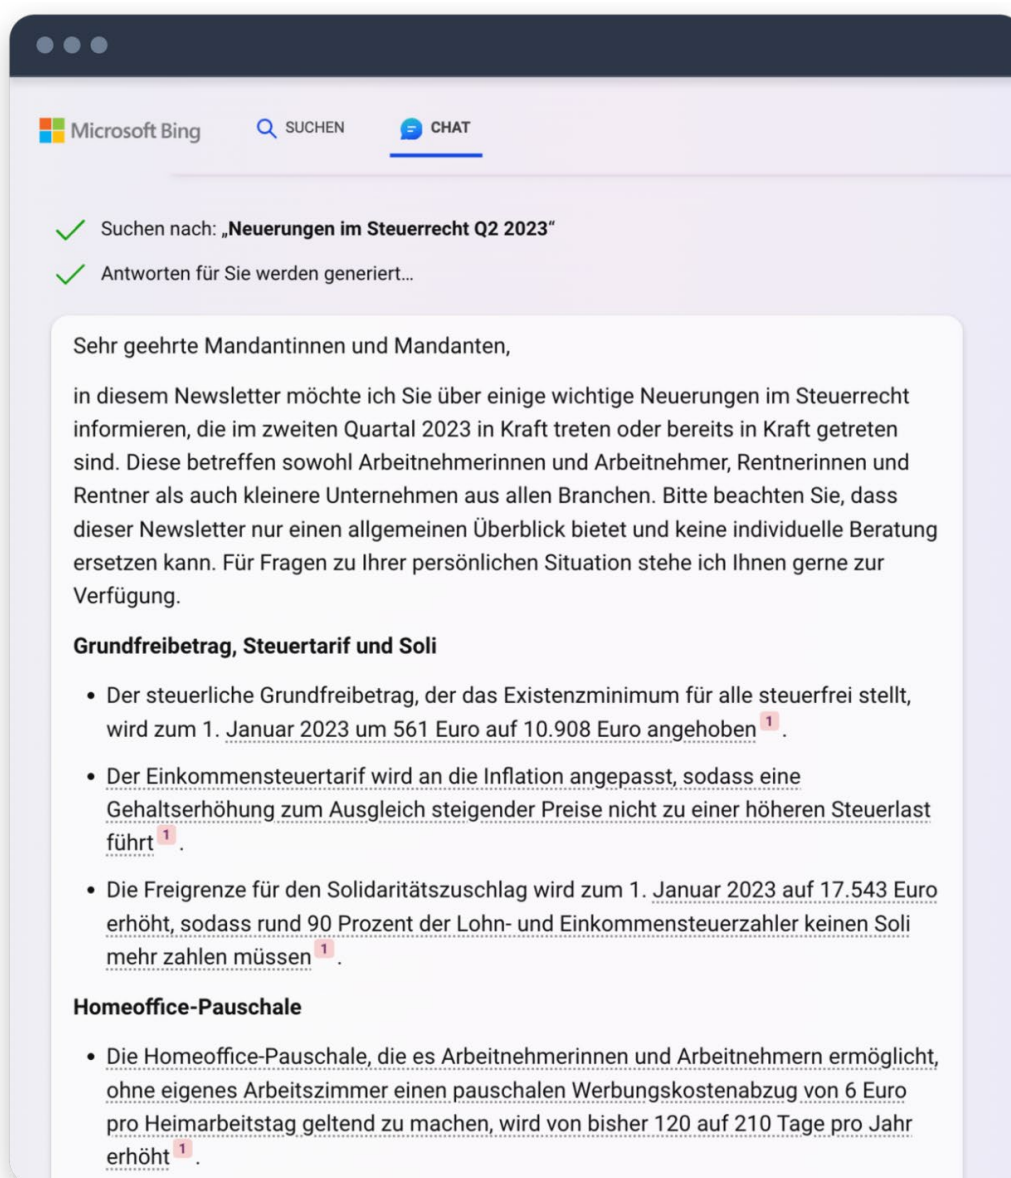 Microsoft Bing
SUCHEN
CHAT
Suchen nach: „Neuerungen im Steuerrecht Q2 2023“
Antworten für Sie werden generiert…
Sehr geehrte Mandantinnen und Mandanten,
in diesem Newsletter möchte ich Sie über einige wichtige Neuerungen im Steuerrecht
informieren, die im zweiten Quartal 2023 in Kraft treten oder bereits in Kraft getreten
sind. Diese betreffen sowohl Arbeitnehmerinnen und Arbeitnehmer, Rentnerinnen und
Rentner als auch kleinere Unternehmen aus allen Branchen. Bitte beachten Sie, dass
dieser Newsletter nur einen allgemeinen Überblick bietet und keine individuelle Beratung
ersetzen kann. Für Fragen zu Ihrer persönlichen Situation stehe ich Ihnen gerne zur
Verfügung.
Grundfreibetrag, Steuertarif und Soli
• Der steuerliche Grundfreibetrag, der das Existenzminimum für alle steuerfrei stellt,
wird zum 1. Januar 2023 um 561 Euro auf 10.908 Euro angehoben 1 .
• Der Einkommensteuertarif wird an die Inflation angepasst, sodass eine
Gehaltserhöhung zum Ausgleich steigender Preise nicht zu einer höheren Steuerlast
führt 1 .
• Die Freigrenze für den Solidaritätszuschlag wird zum 1. Januar 2023 auf 17.543 Euro
erhöht, sodass rund 90 Prozent der Lohn- und Einkommensteuerzahler keinen Soli
mehr zahlen müssen 1 .
Homeoffice-Pauschale
• Die Homeoffice-Pauschale, die es Arbeitnehmerinnen und Arbeitnehmern ermöglicht,
ohne eigenes Arbeitszimmer einen pauschalen Werbungskostenabzug von 6 Euro
pro Heimarbeitstag geltend zu machen, wird von bisher 120 auf 210 Tage pro Jahr
erhöht 1 .